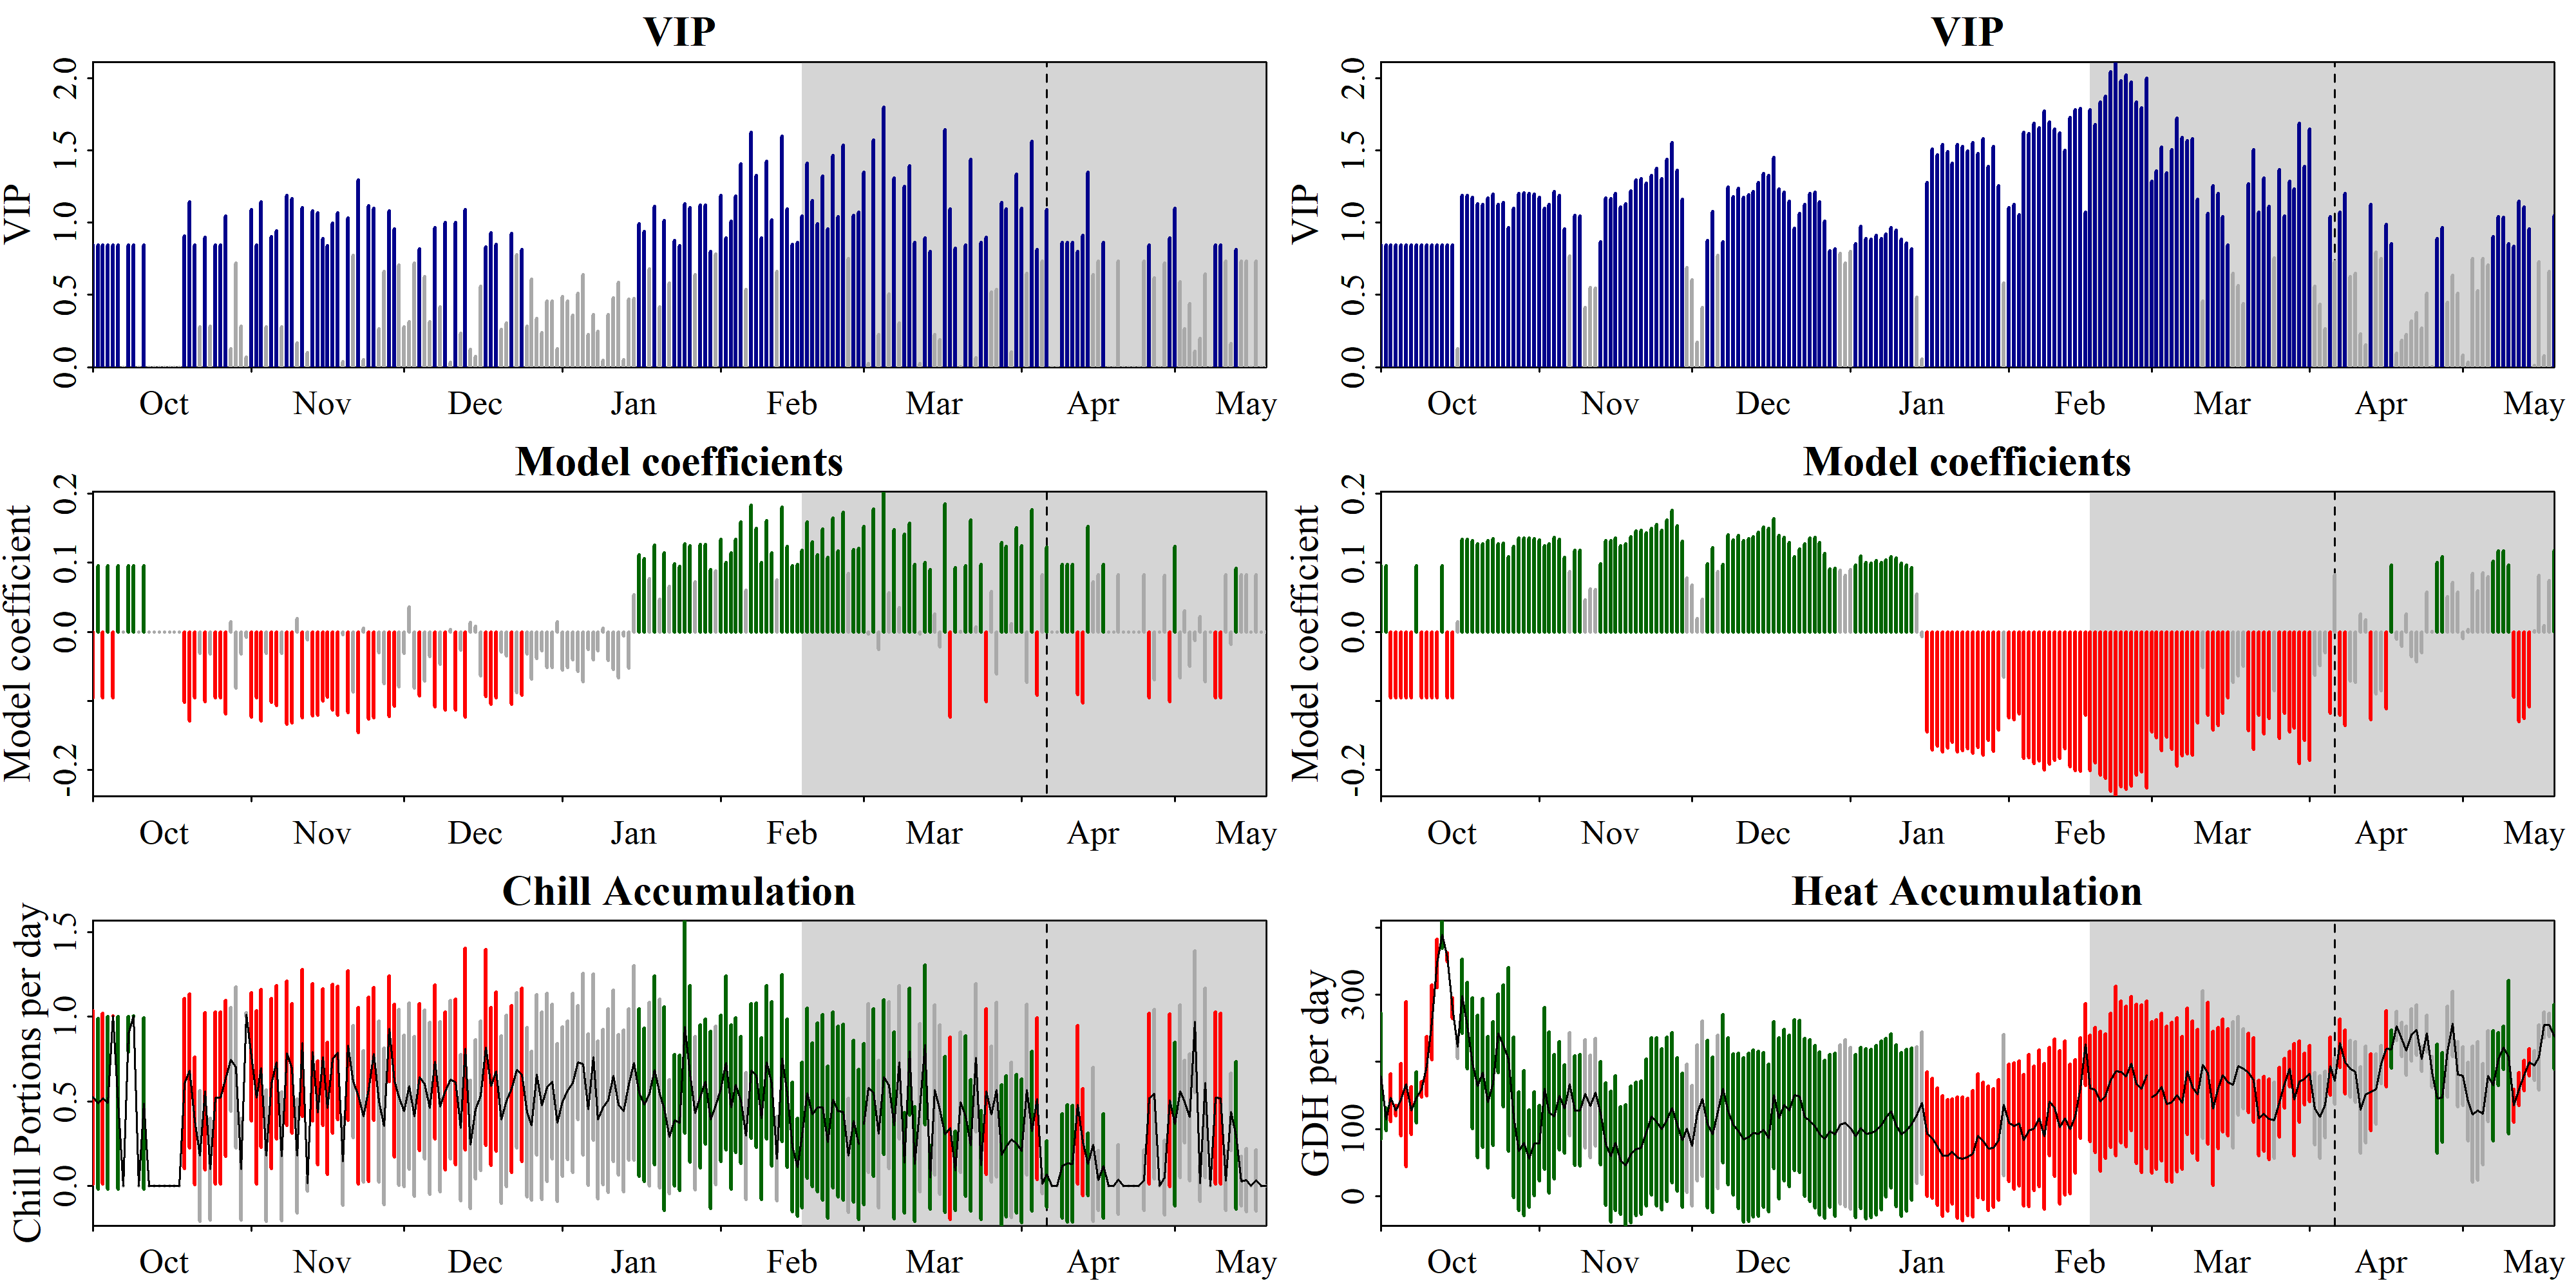 VIP
VIP
2.0
1.5
1.0
0.5
0.0
Oct Nov Dec Jan Feb Mar Apr May
VIP
VIP
2.0
1.5
1.0
0.5
0.0
Oct Nov Dec Jan Feb Mar Apr May
Model coefficients
Model coefficient
0.2
0.1
0.0
-0.2
Oct Nov Dec Jan Feb Mar Apr May
Model coefficients
Model coefficient
0.2
0.1
0.0
-0.2
Oct Nov Dec Jan Feb Mar Apr May
Chill Accumulation
Chill Portions per day
1.5
1.0
0.5
0.0
Oct Nov Dec Jan Feb Mar Apr May
Heat Accumulation
GDH per day
300
100
0
Oct Nov Dec Jan Feb Mar Apr May